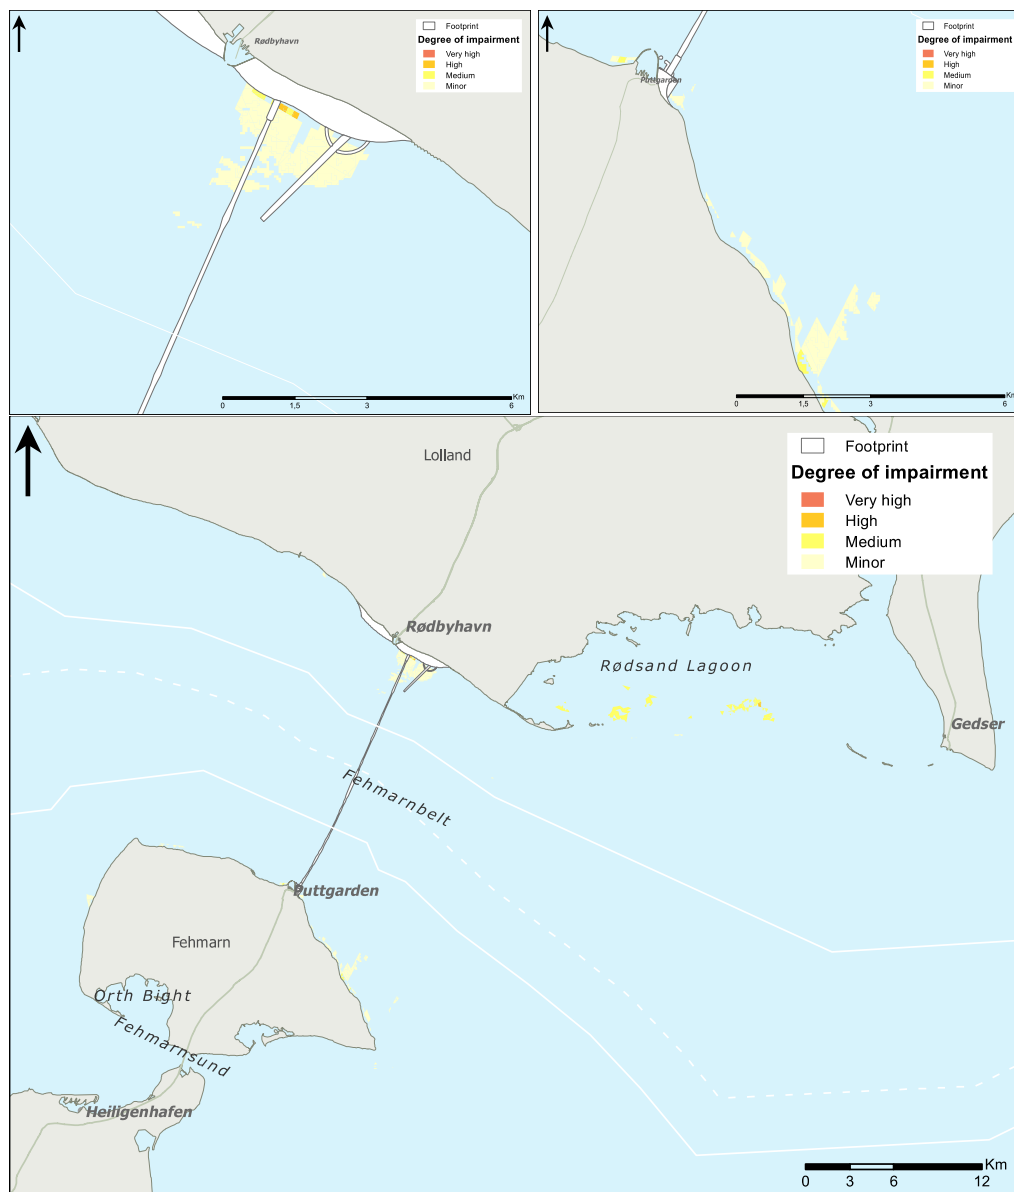 Footprint
Degree of impairment
Very high
High
Medium
Minor
Rødbyhavn
Km
0 1,5 3 6
Footprint
Degree of impairment
Very high
High
Medium
Minor
Puttgarden
Km
0 1,5 3 6
Footprint
Degree of impairment
Very high
High
Medium
Minor
Lolland
Rødbyhavn
Rødsand Lagoon
Gedser
Fehmarnbelt
Puttgarden
Fehmarn
Orth Bight
Fehmarnsund
Heiligenhafen
Km
0 3 6 12